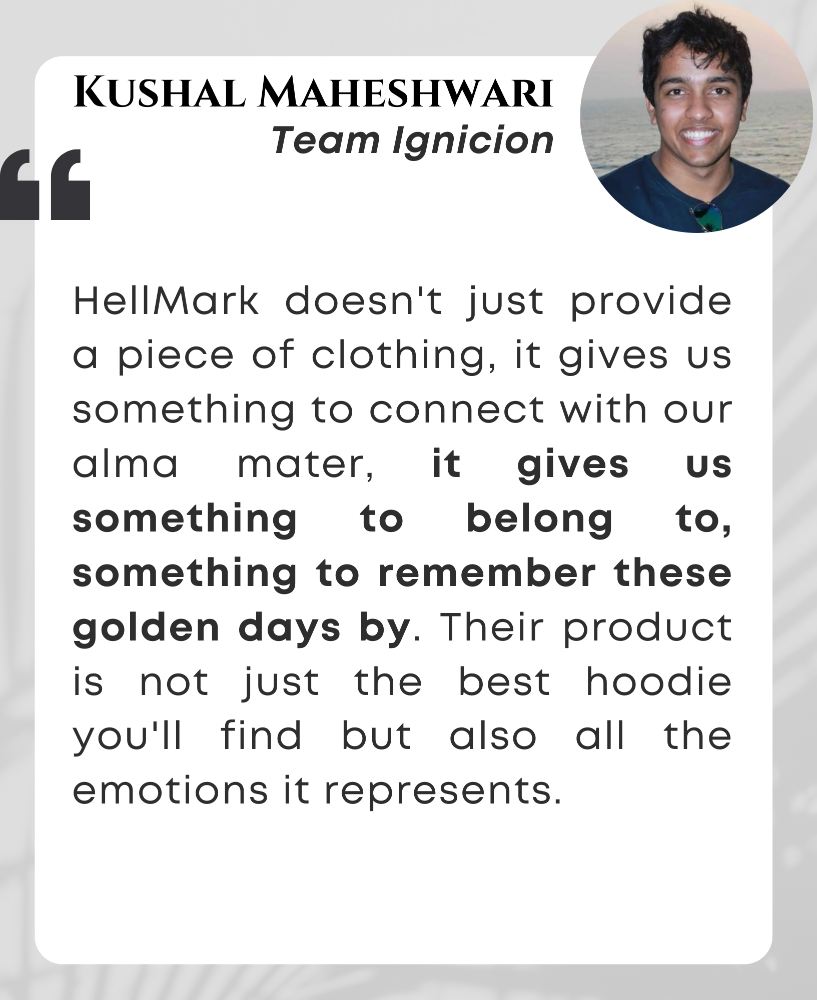 KUSHAL MAHESHWARI
Team Ignicion
“
HellMark doesn't just provide
a piece of clothing, it gives us
something to connect with our
alma mater, it gives us
something to belong to,
something to remember these
golden days by. Their product
is not just the best hoodie
you'll find but also all the
emotions it represents.